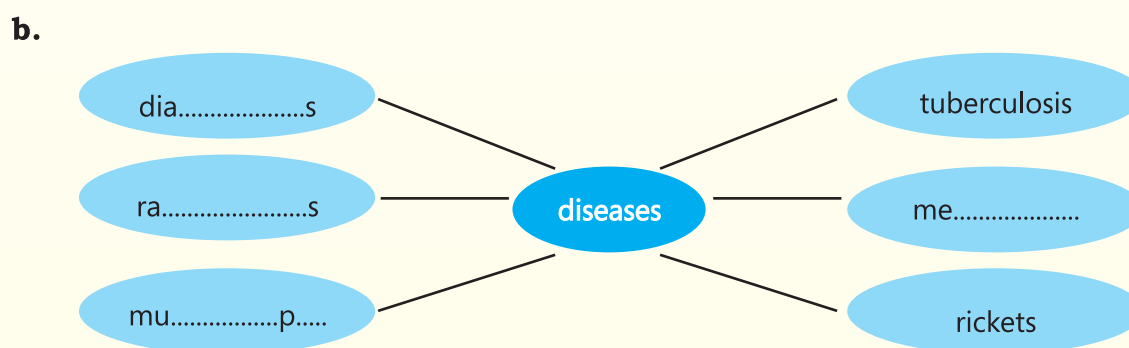 b.
dia...................s
ra......................s
mu................p.....
diseases
tuberculosis
me...................
rickets